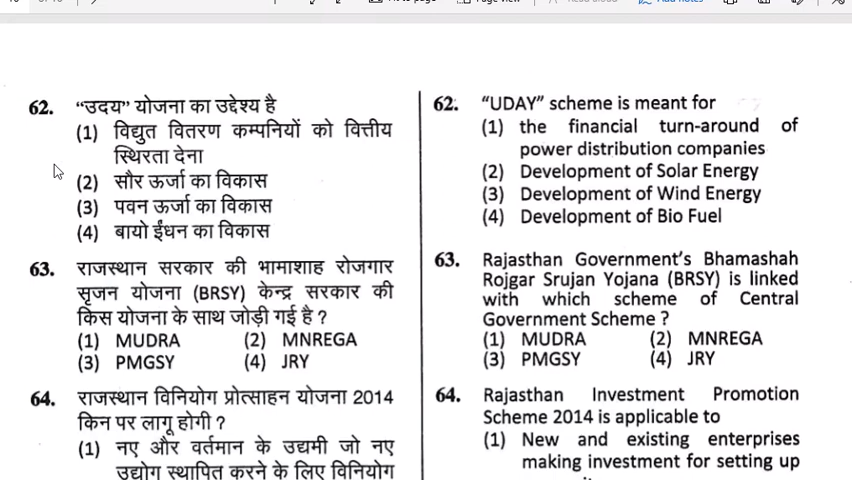 62. “उदय” योजना का उद्देश्य है
(1) विद्युत वितरण कम्पनियों को वित्तीय
स्थिरता देना
(2) सौर ऊर्जा का विकास
(3) पवन ऊर्जा का विकास
(4) बायो ईंधन का विकास
63. राजस्थान सरकार की भामाशाह रोजगार
सृजन योजना (BRSY) केन्द्र सरकार की
किस योजना के साथ जोड़ी गई है ?
(1) MUDRA (2) MNREGA
(3) PMGSY (4) JRY
64. राजस्थान विनियोग प्रोत्साहन योजना 2014
किन पर लागू होगी ?
(1) नए और वर्तमान के उद्यमी जो नए
उद्योग स्थापित करने के लिए विनियोग
62. “UDAY” scheme is meant for
(1) the financial turn-around of
power distribution companies
(2) Development of Solar Energy
(3) Development of Wind Energy
(4) Development of Bio Fuel
63. Rajasthan Government’s Bhamashah
Rojgar Srujan Yojana (BRSY) is linked
with which scheme of Central
Government Scheme ?
(1) MUDRA (2) MNREGA
(3) PMGSY (4) JRY
64. Rajasthan Investment Promotion
Scheme 2014 is applicable to
(1) New and existing enterprises
making investment for setting up